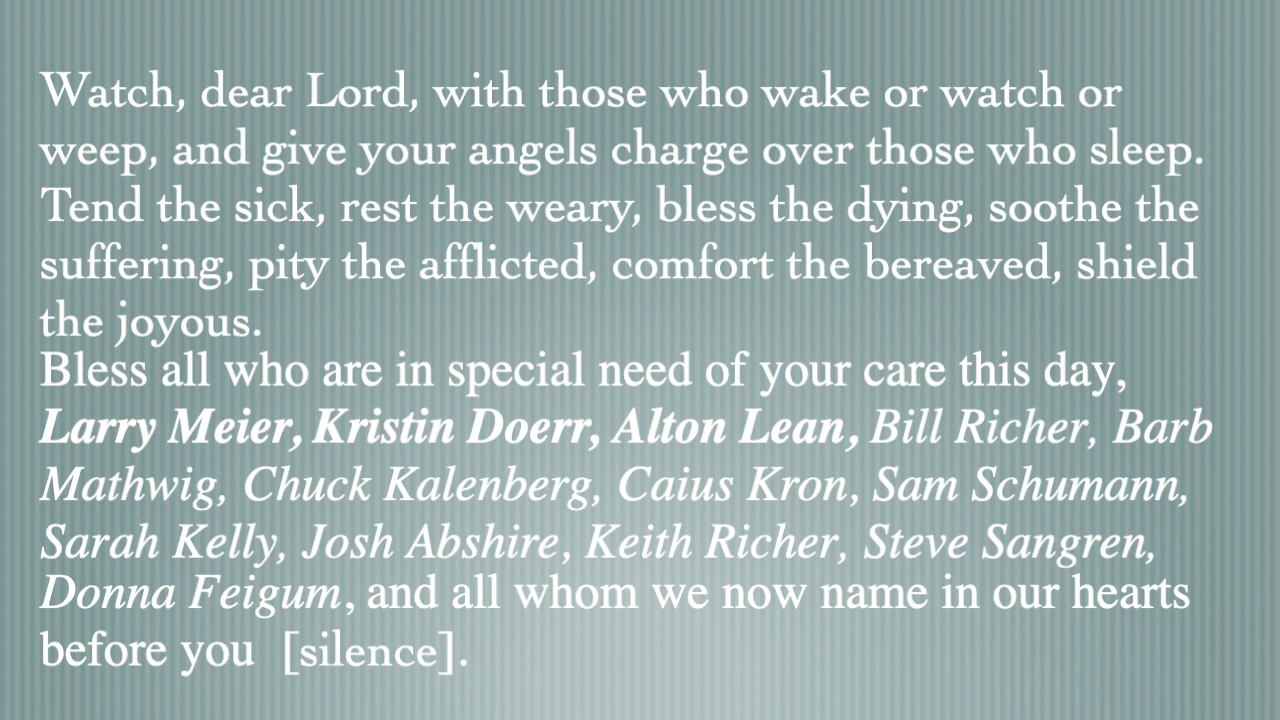 Watch, dear Lord, with those who wake or watch or
weep, and give your angels charge over those who sleep.
Tend the sick, rest the weary, bless the dying, soothe the
suffering, pity the afflicted, comfort the bereaved, shield
the joyous.
Bless all who are in special need of your care this day,
Larry Meier, Kristin Doerr, Alton Lean, Bill Richer, Barb
Mathwig, Chuck Kalenberg, Caius Kron, Sam Schumann,
Sarah Kelly, Josh Abshire, Keith Richer, Steve Sangren,
Donna Feigum, and all whom we now name in our hearts
before you [silence].